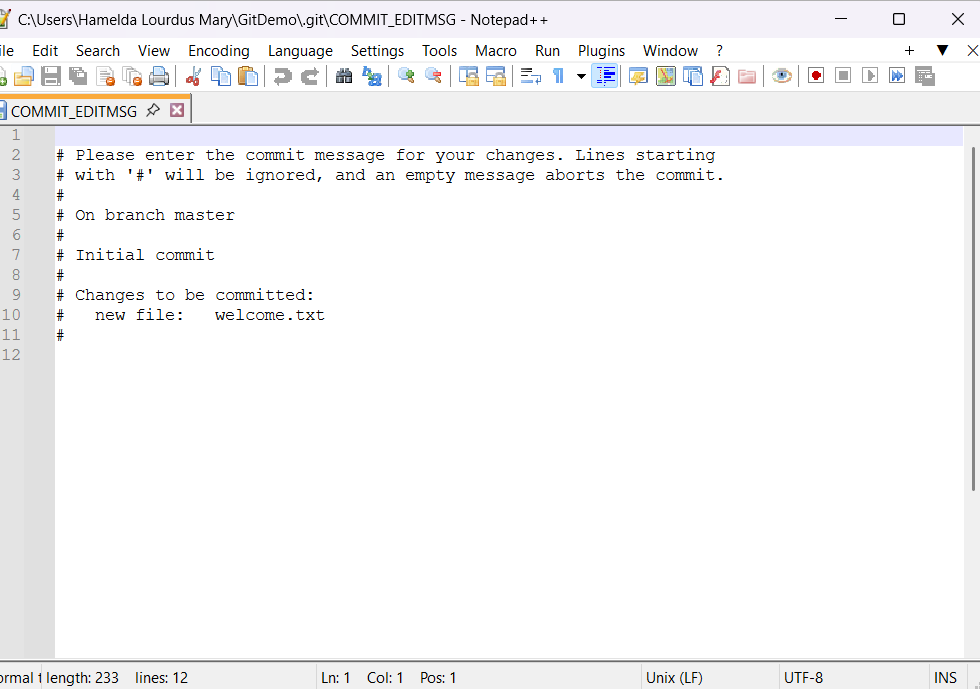 C:\Users\Hamelda Lourdus Mary\GitDemo\.git\COMMIT_EDITMSG - Notepad++
ile Edit Search View Encoding Language Settings Tools Macro Run Plugins Window ? + ▼ X
COMMIT_EDITMSG
1
2 # Please enter the commit message for your changes. Lines starting
3 # with '#' will be ignored, and an empty message aborts the commit.
4 #
5 # On branch master
6 #
7 # Initial commit
8 #
9 # Changes to be committed:
10 #   new file:   welcome.txt
11 #
12
ormal t length: 233 lines: 12 Ln: 1 Col: 1 Pos: 1 Unix (LF) UTF-8 INS